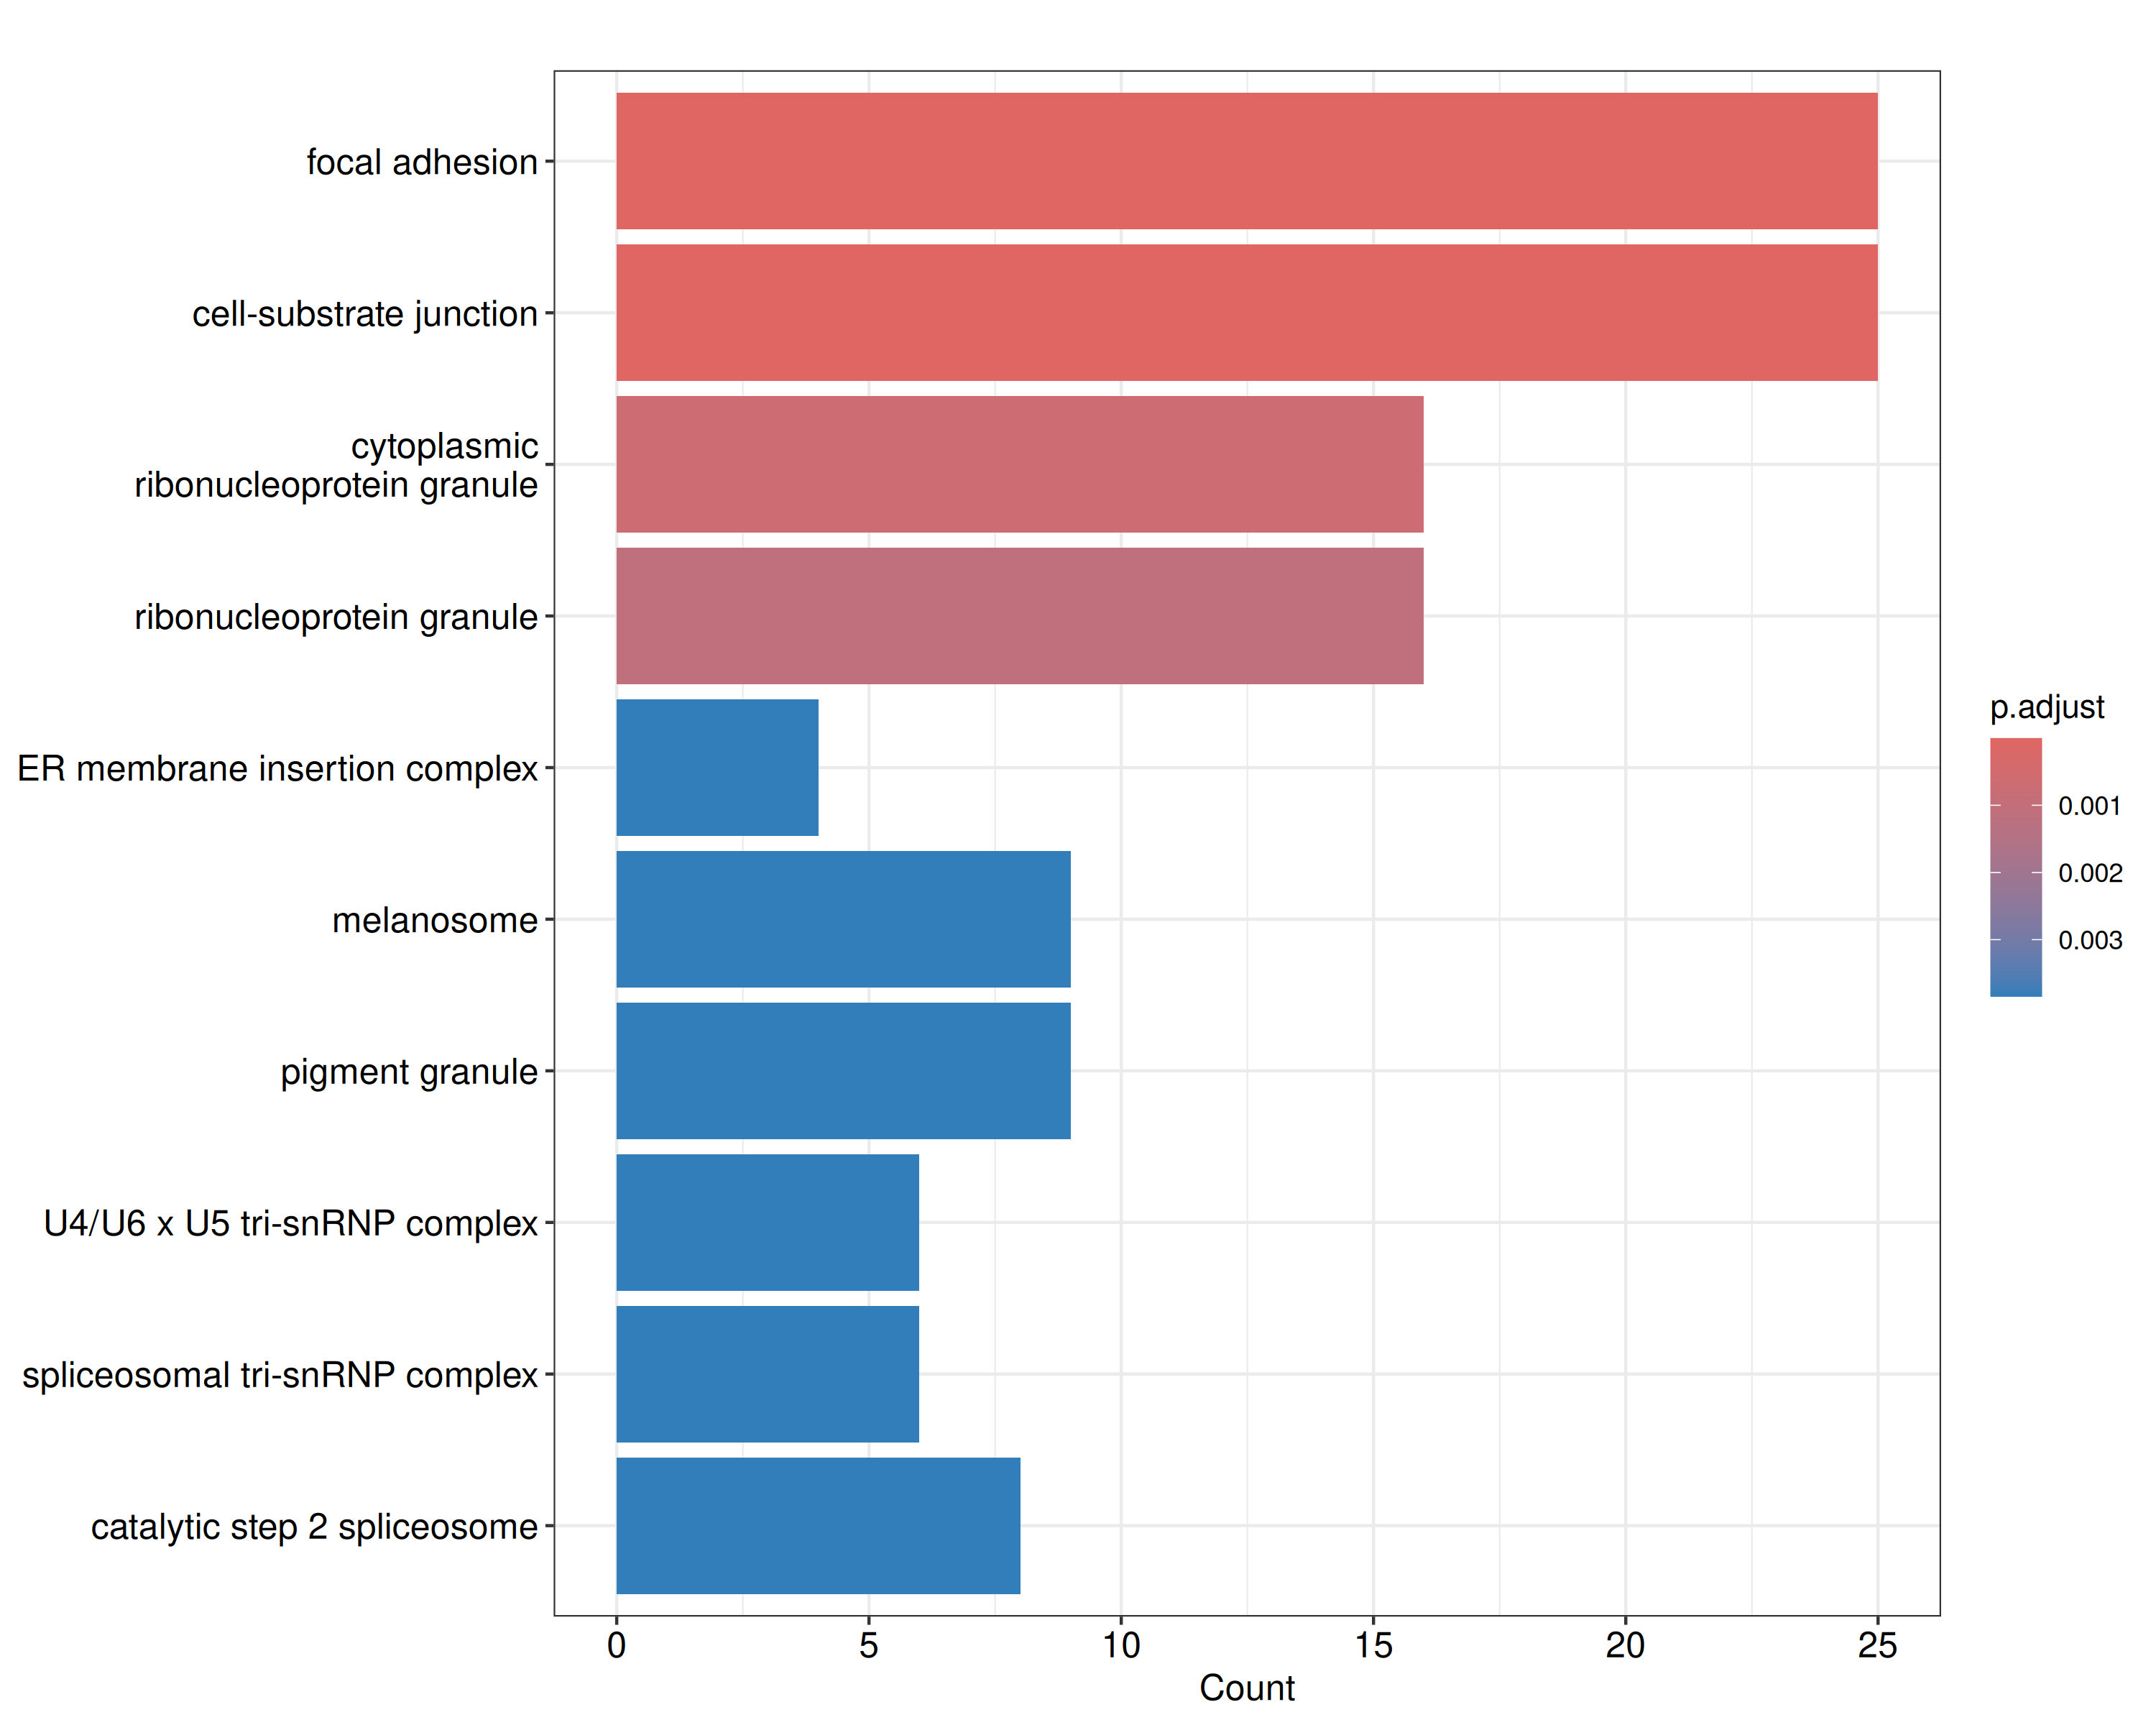 focal adhesion
cell-substrate junction
cytoplasmic
ribonucleoprotein granule
ribonucleoprotein granule
ER membrane insertion complex
melanosome
pigment granule
U4/U6 x U5 tri-snRNP complex
spliceosomal tri-snRNP complex
catalytic step 2 spliceosome
0 5 10 15 20 25
Count
p.adjust
0.001
0.002
0.003